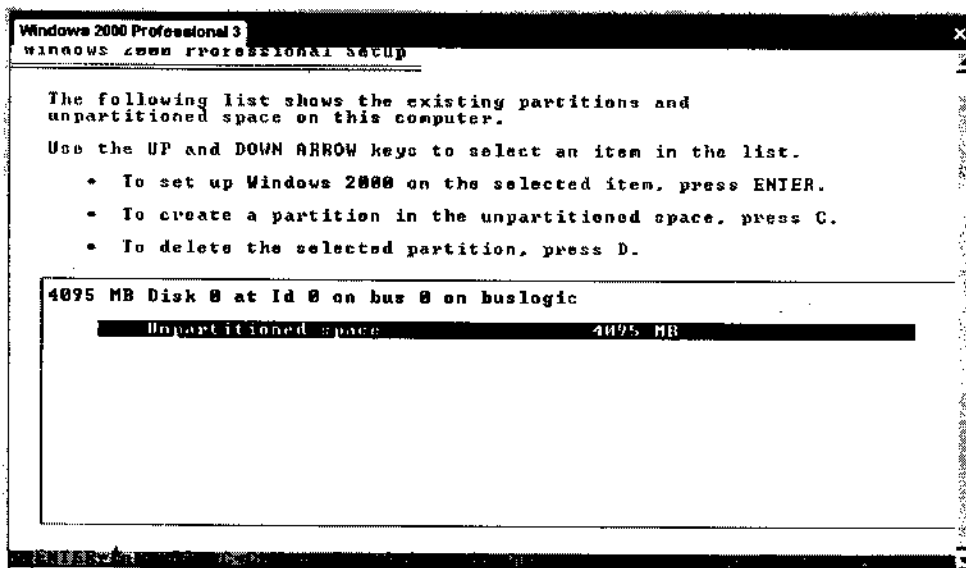 Windows 2000 Professional 3
Windows 2000 Professional Setup
The following list shows the existing partitions and
unpartitioned space on this computer.
Use the UP and DOWN ARROW keys to select an item in the list.
• To set up Windows 2000 on the selected item, press ENTER.
• To create a partition in the unpartitioned space, press C.
• To delete the selected partition, press D.
4095 MB Disk 0 at Id 0 on bus 0 on buslogic
Unpartitioned space 4095 MB